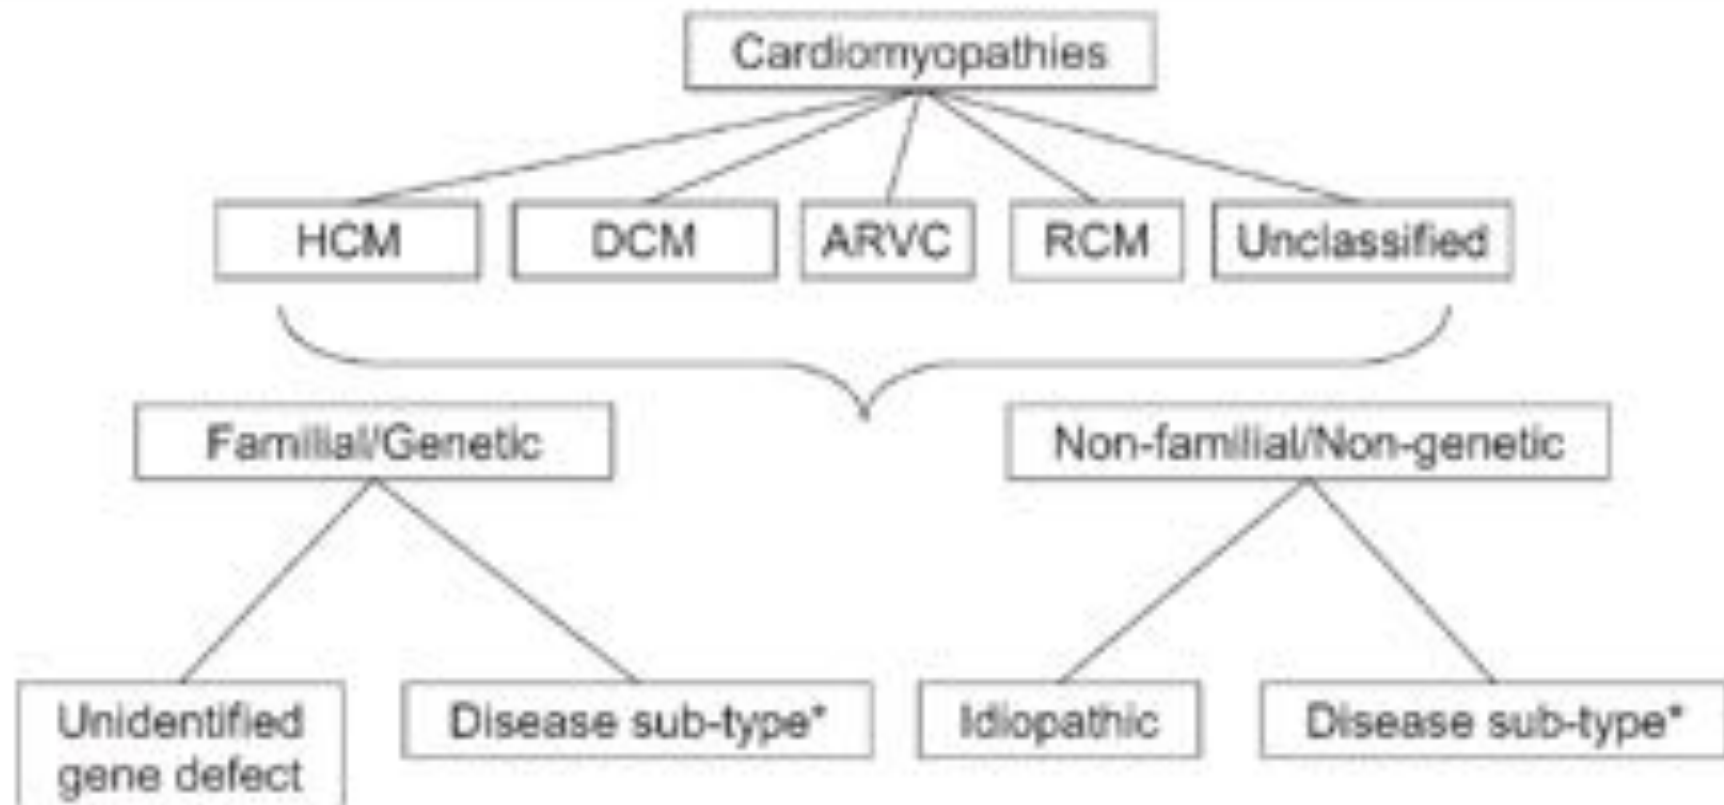 Cardiomyopathies
HCM
DCM
ARVC
RCM
Unclassified
Familial/Genetic
Non-familial/Non-genetic
Unidentified
gene defect
Disease sub-type*
Idiopathic
Disease sub-type*